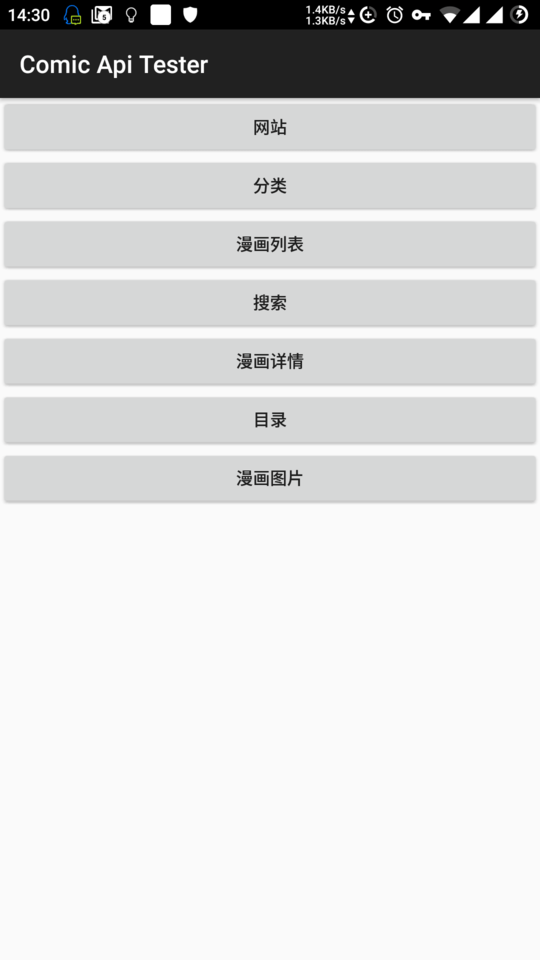 14:30
5
1.4KB/s
1.3KB/s
Comic Api Tester
网站
分类
漫画列表
搜索
漫画详情
目录
漫画图片